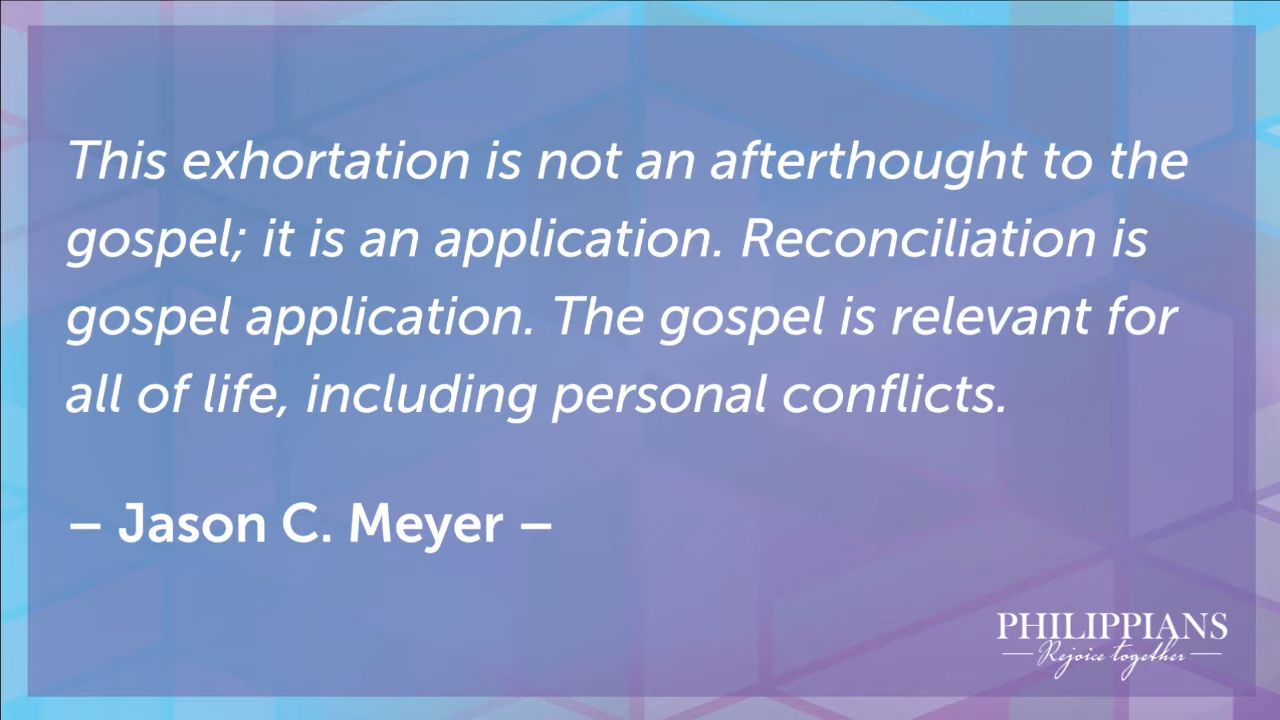 This exhortation is not an afterthought to the
gospel; it is an application. Reconciliation is
gospel application. The gospel is relevant for
all of life, including personal conflicts.
– Jason C. Meyer –
PHILIPPIANS
Rejoice together